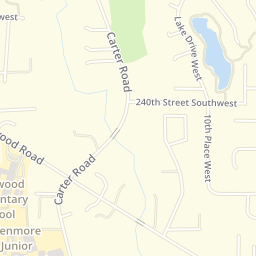 west
Carter Road
Lake Drive West
240th Street Southwest
10th Place West
ood Road
Carter Road
wood
entary
ool
enmore
Junior